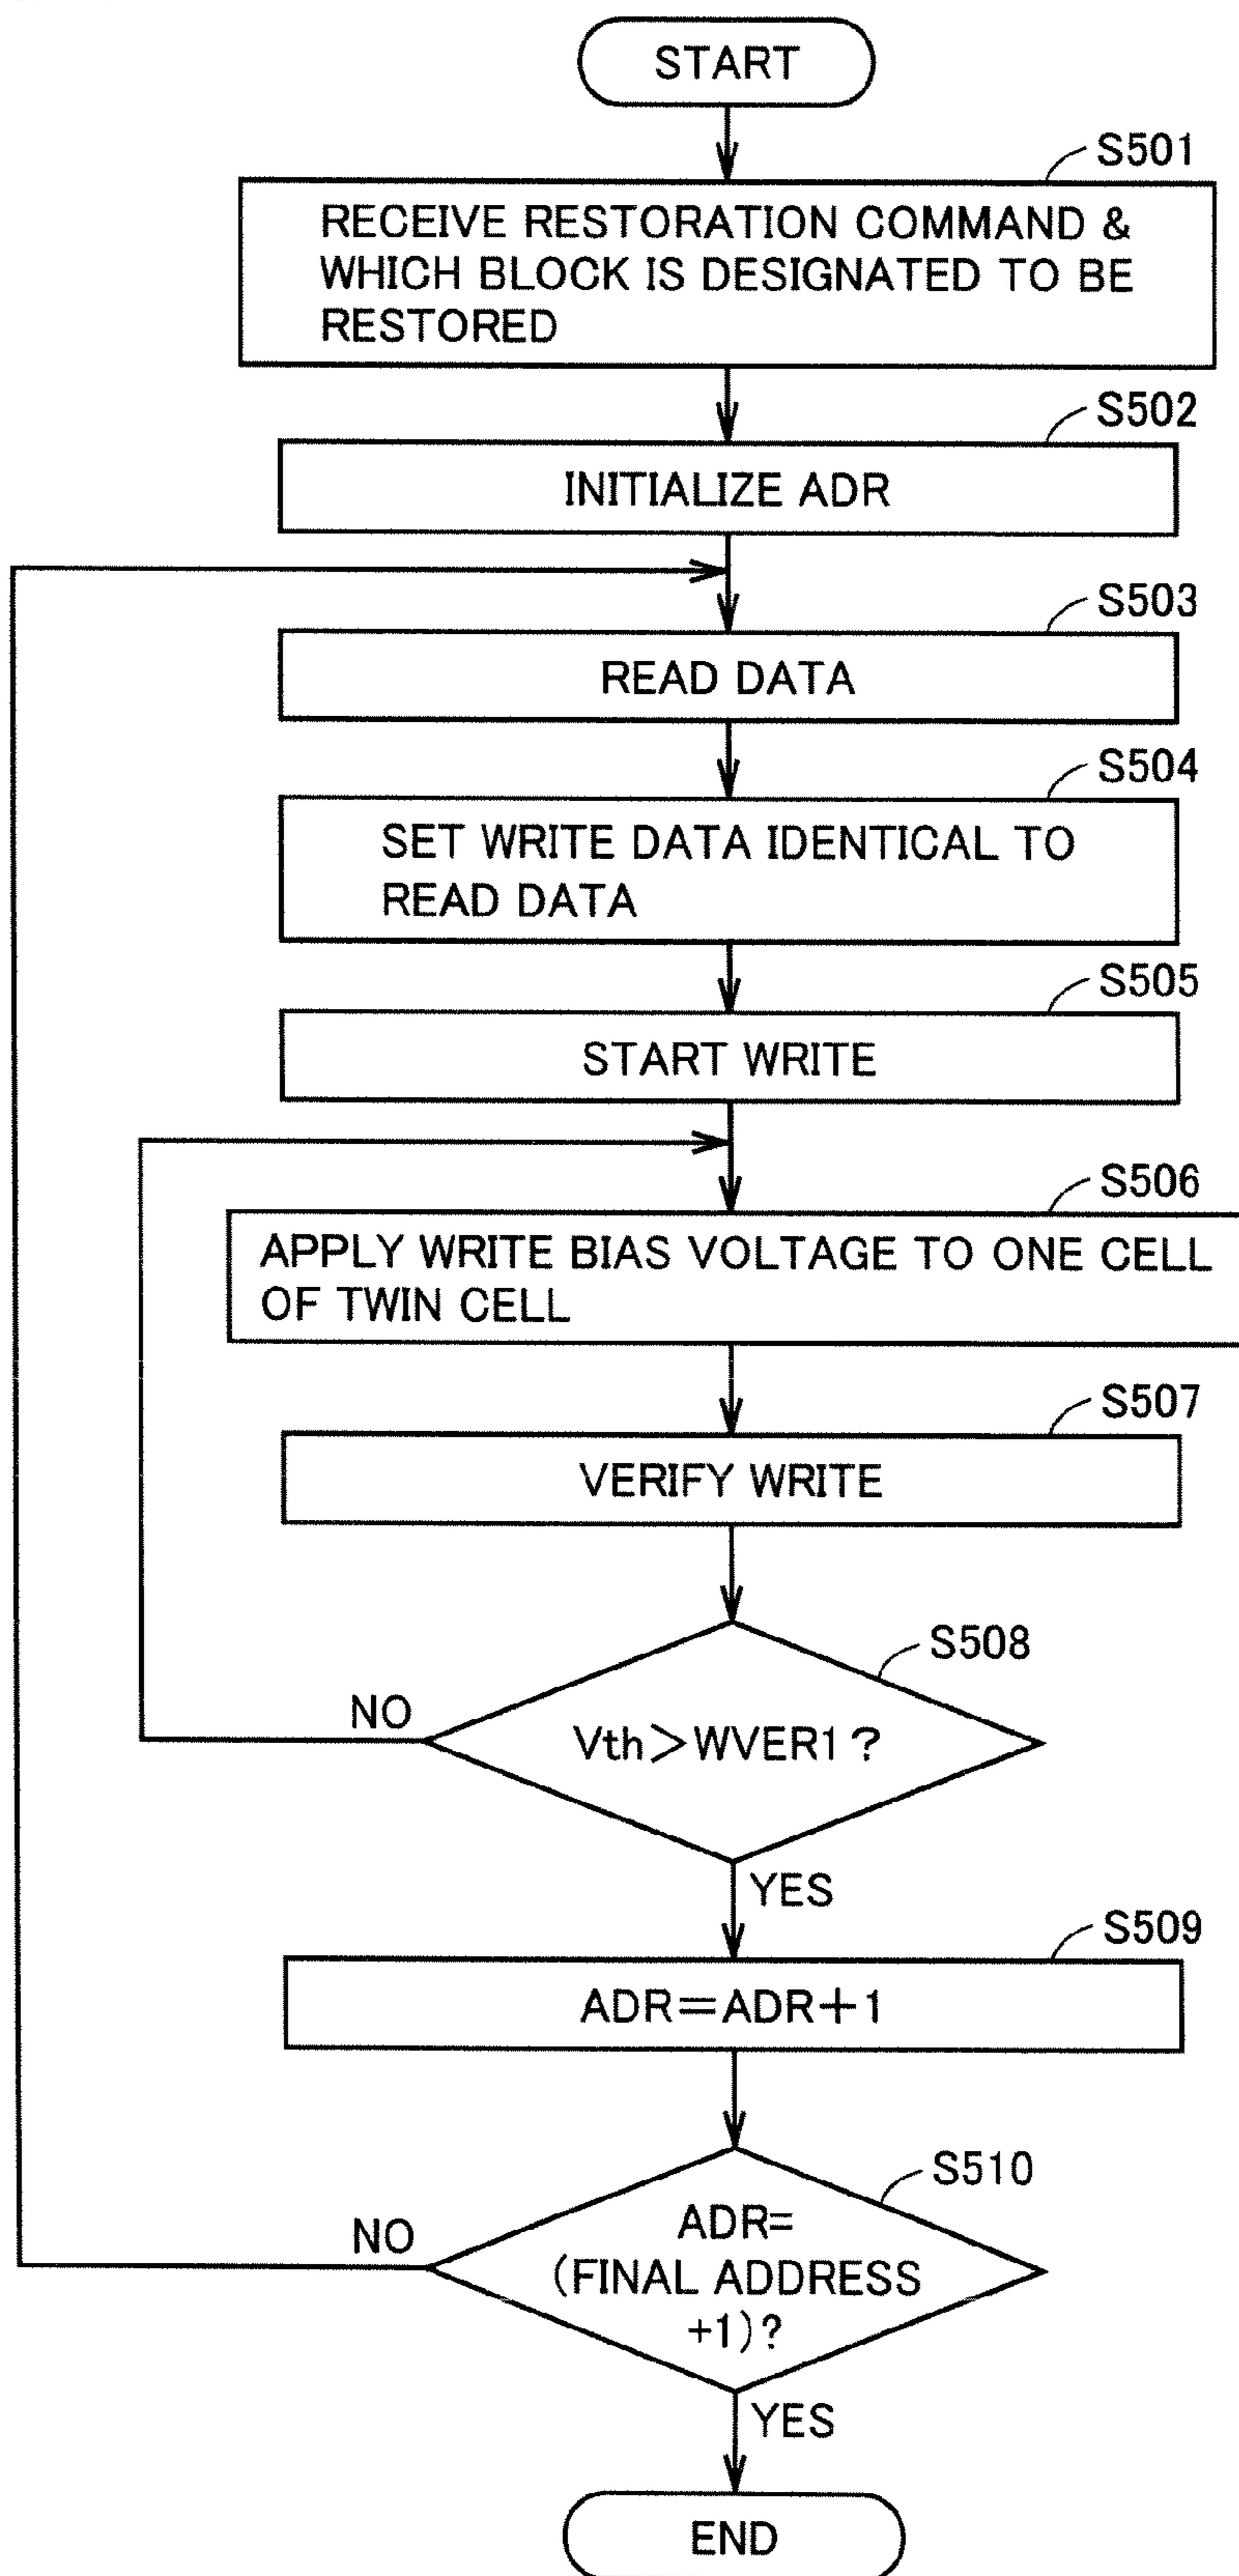 START
S501
RECEIVE RESTORATION COMMAND &
WHICH BLOCK IS DESIGNATED TO BE
RESTORED
S502
INITIALIZE ADR
S503
READ DATA
S504
SET WRITE DATA IDENTICAL TO
READ DATA
S505
START WRITE
S506
APPLY WRITE BIAS VOLTAGE TO ONE CELL
OF TWIN CELL
S507
VERIFY WRITE
S508
NO
Vth>WVER1?
YES
S509
ADR=ADR+1
S510
NO
ADR=
(FINAL ADDRESS
+1)?
YES
END